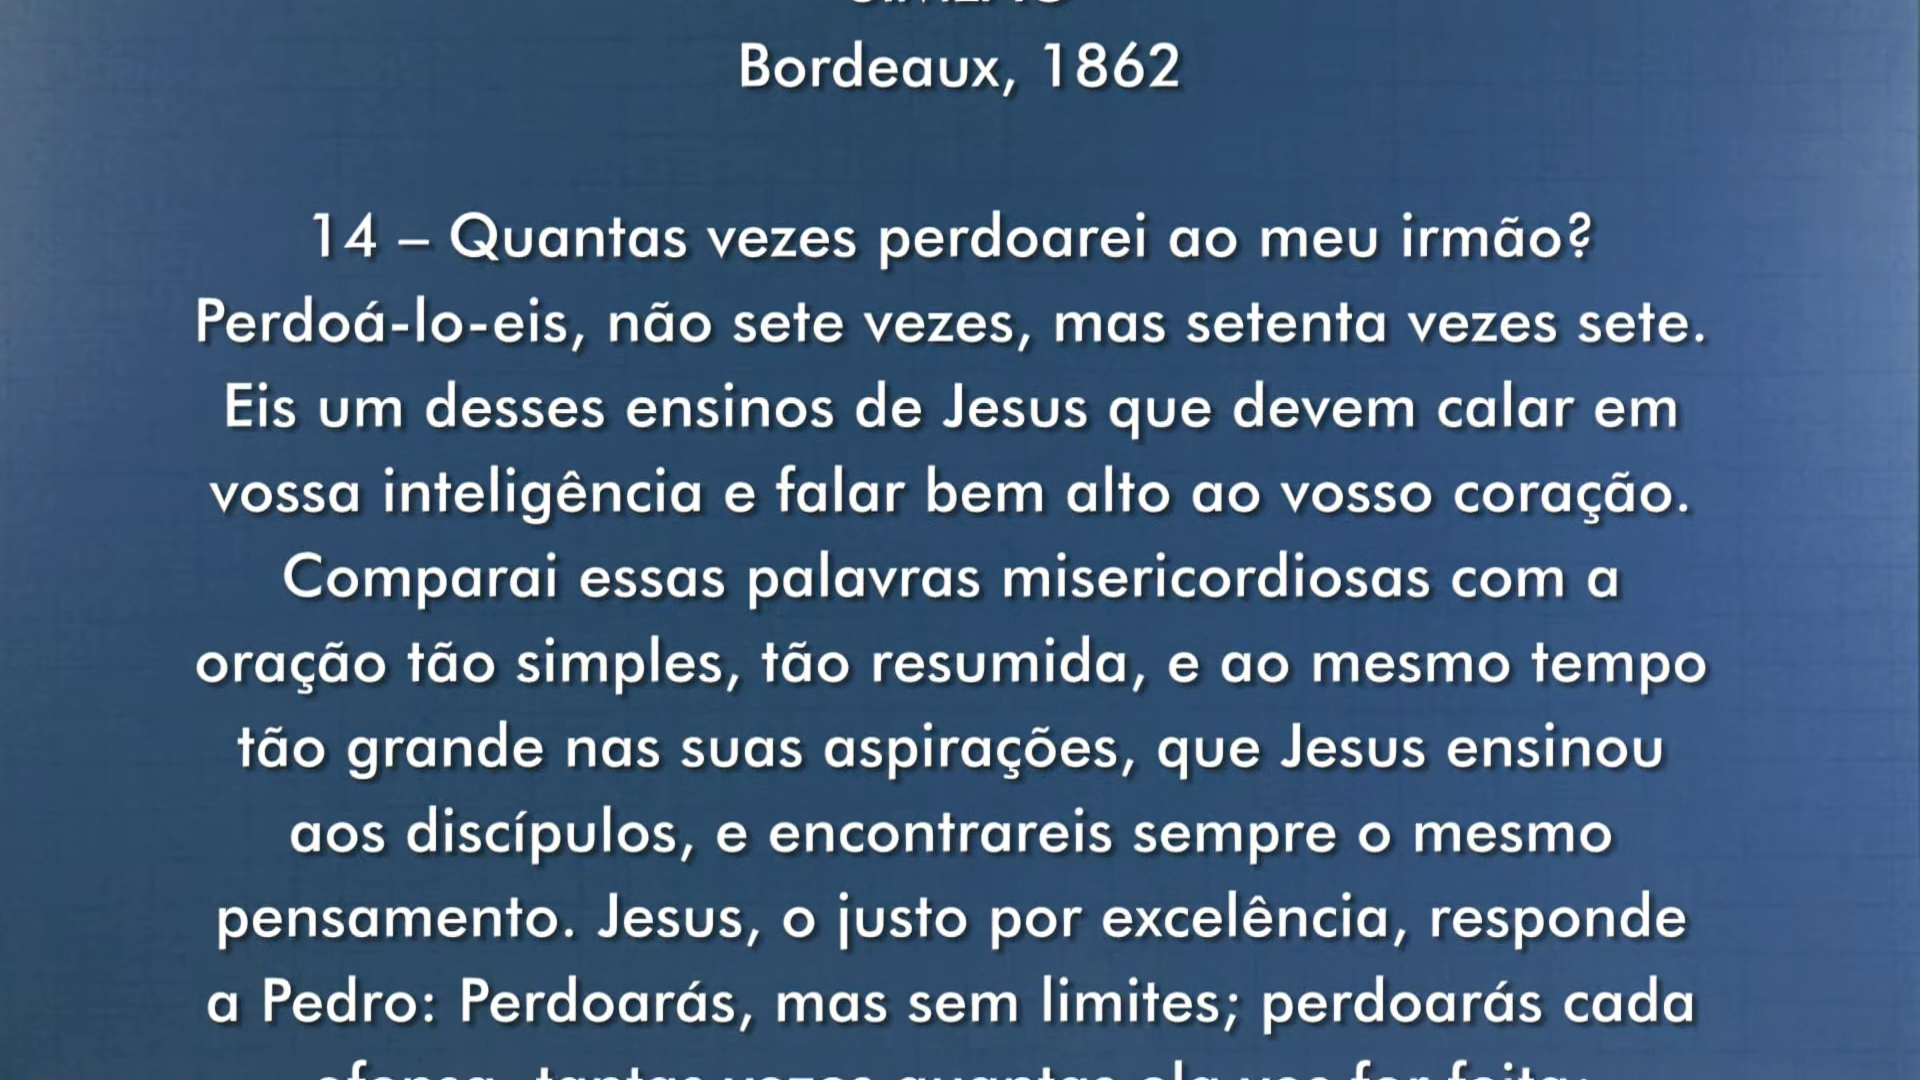 Bordeaux, 1862
14 – Quantas vezes perdoarei ao meu irmão?
Perdoá-lo-eis, não sete vezes, mas setenta vezes sete.
Eis um desses ensinos de Jesus que devem calar em
vossa inteligência e falar bem alto ao vosso coração.
Comparai essas palavras misericordiosas com a
oração tão simples, tão resumida, e ao mesmo tempo
tão grande nas suas aspirações, que Jesus ensinou
aos discípulos, e encontrareis sempre o mesmo
pensamento. Jesus, o justo por excelência, responde
a Pedro: Perdoarás, mas sem limites; perdoarás cada